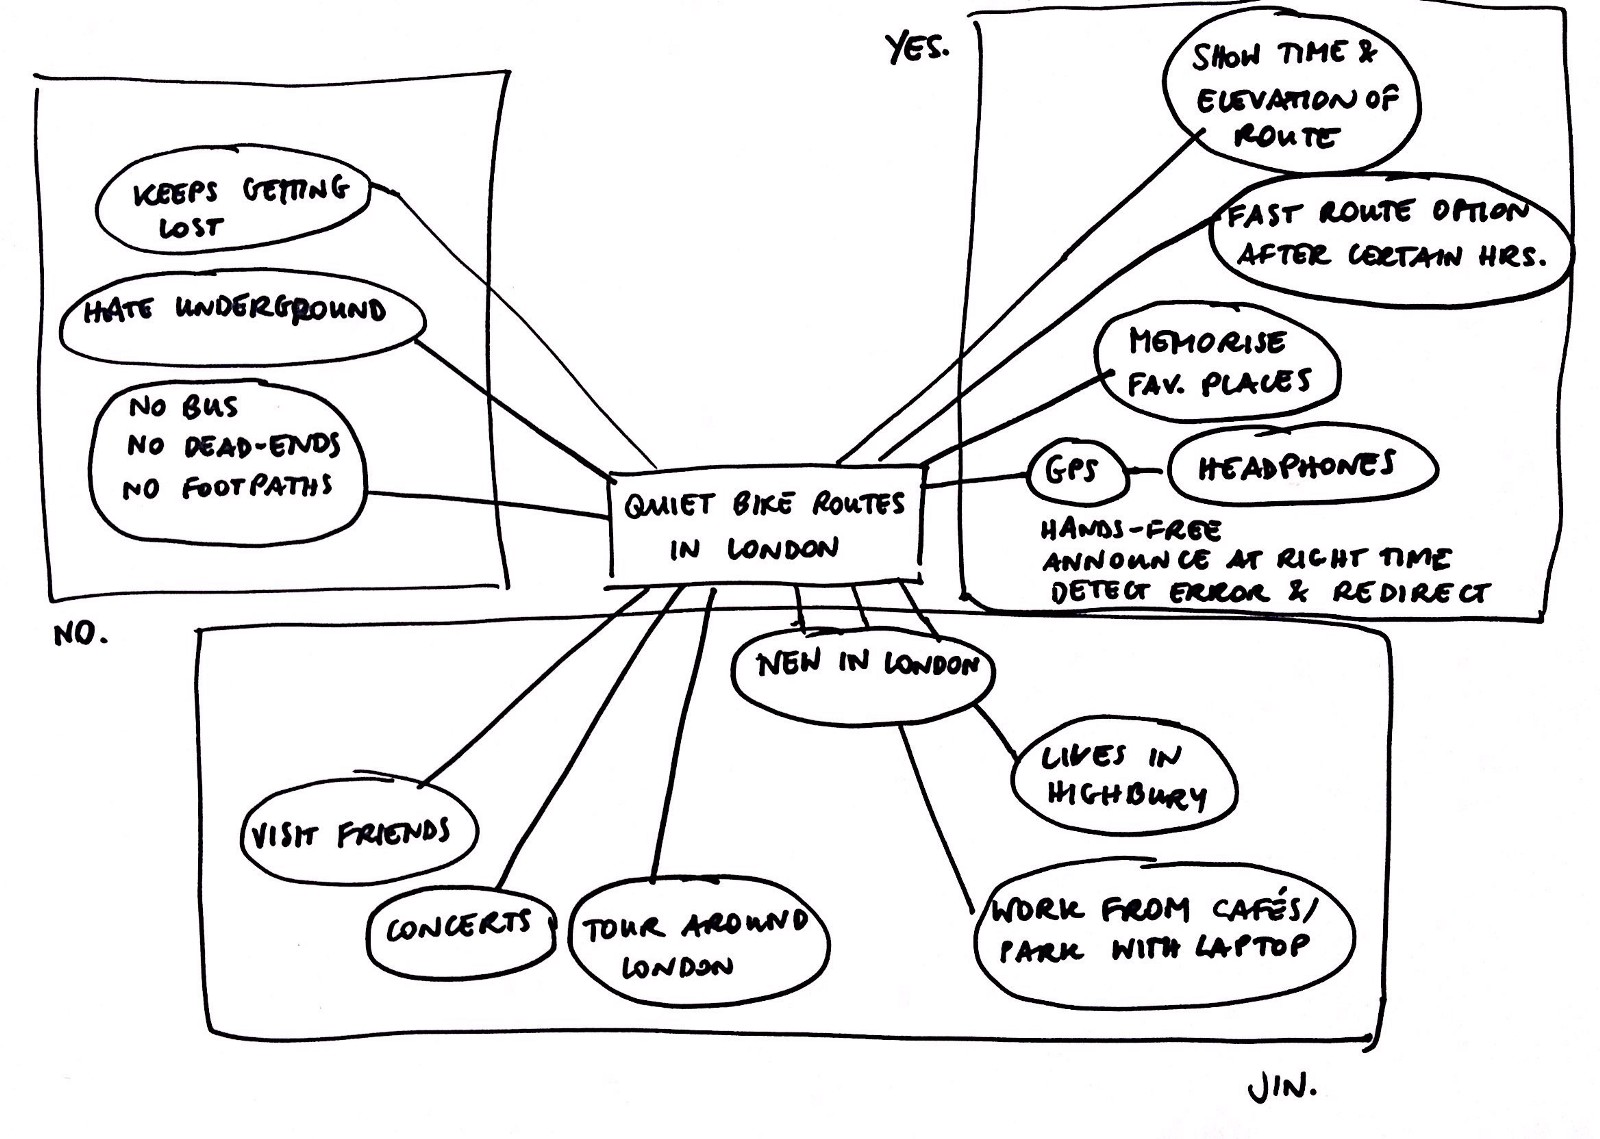 YES.
SHOW TIME &
ELEVATION OF
ROUTE
FAST ROUTE OPTION
AFTER CERTAIN HRS.
MEMORISE
FAV. PLACES
GPS
HEADPHONES
HANDS-FREE
ANNOUNCE AT RIGHT TIME
DETECT ERROR & REDIRECT
KEEPS GETTING
LOST
HATE UNDERGROUND
NO BUS
NO DEAD-ENDS
NO FOOTPATHS
NO.
QUIET BIKE ROUTES
IN LONDON
NEW IN LONDON
LIVES IN
HIGHBURY
WORK FROM CAFÉS/
PARK WITH LAPTOP
VISIT FRIENDS
CONCERTS
TOUR AROUND
LONDON
JIN.